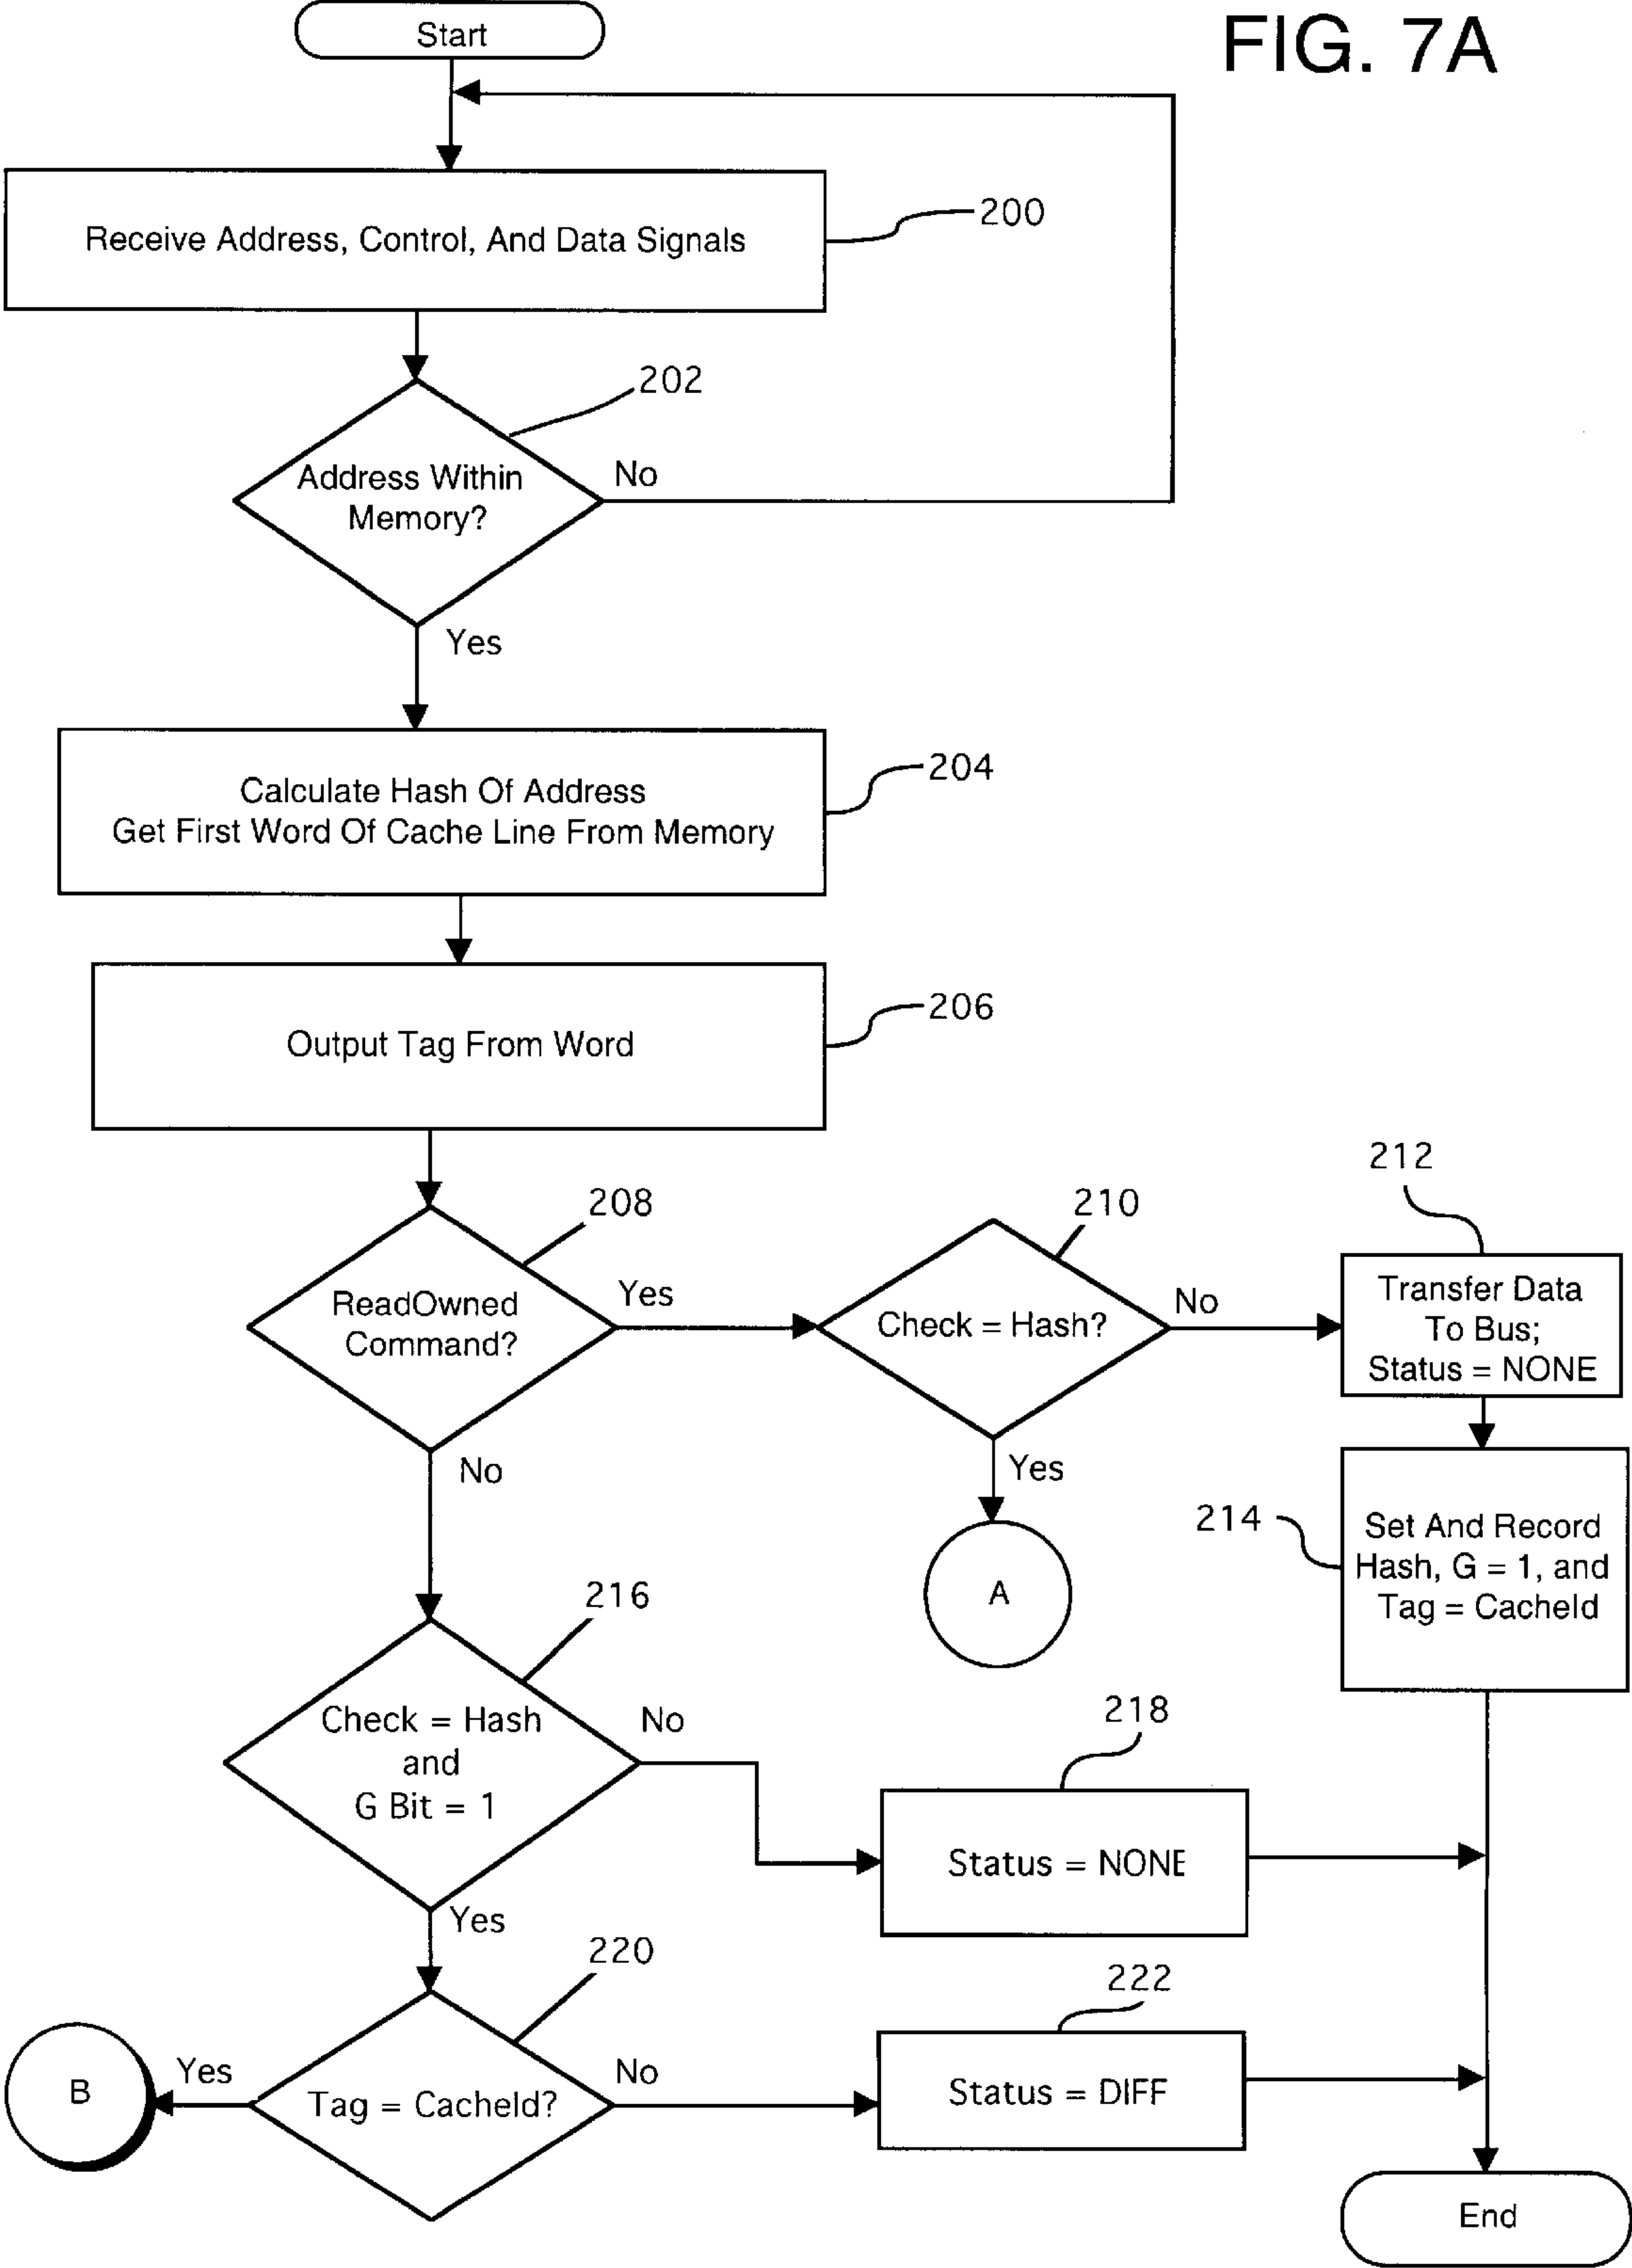 FIG. 7A
Start
Receive Address, Control, And Data Signals
200
202
Address Within
Memory?
No
Yes
Calculate Hash Of Address
Get First Word Of Cache Line From Memory
204
Output Tag From Word
206
208
ReadOwned
Command?
Yes
No
210
Check = Hash?
No
Yes
A
212
Transfer Data
To Bus;
Status = NONE
214
Set And Record
Hash, G = 1, and
Tag = CacheId
216
Check = Hash
and
G Bit = 1
No
Yes
218
Status = NONE
220
Tag = CacheId?
Yes
B
No
222
Status = DIFF
End